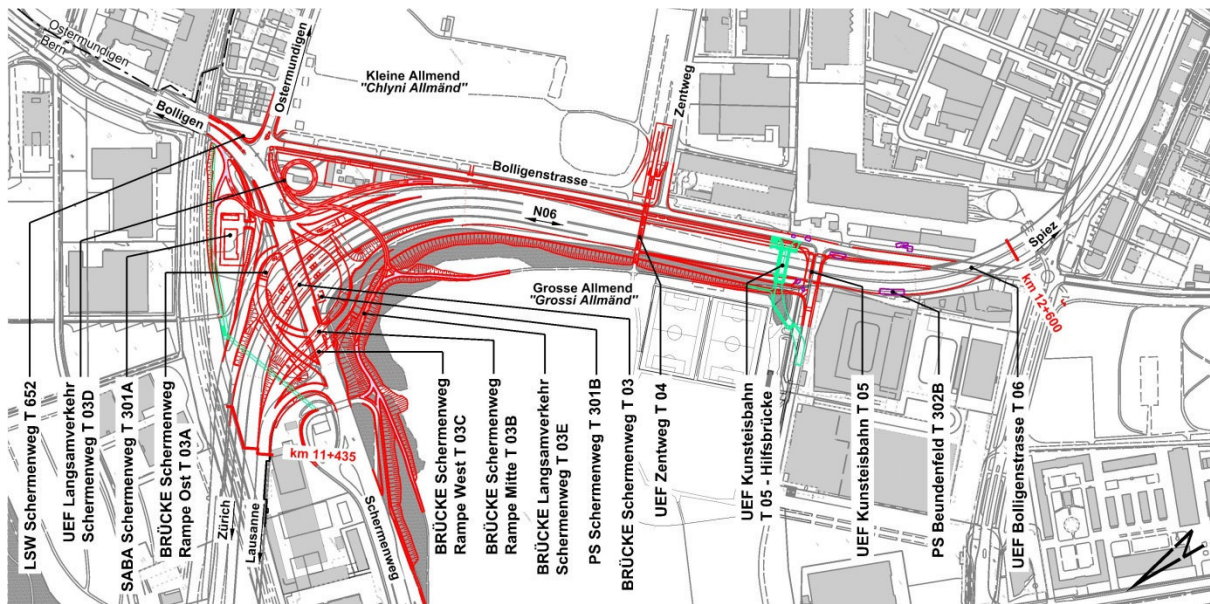 Ostermundigen
Bern
Bolligen
Ostermundigen
Kleine Allmend
"Chlyni Allmänd"
Zentweg
Bolligenstrasse
N06
Grosse Allmend
"Grossi Allmänd"
Spiez
km 12+600
km 11+435
Zürich
Lausanne
Schermenweg
LSW Schermenweg T 652
UEF Langsamverkehr
Schermenweg T 03D
SABA Schermenweg T 301A
BRÜCKE Schermenweg
Rampe Ost T 03A
BRÜCKE Schermenweg
Rampe West T 03C
BRÜCKE Schermenweg
Rampe Mitte T 03B
BRÜCKE Langsamverkehr
Schermenweg T 03E
PS Schermenweg T 301B
BRÜCKE Schermenweg T 03
UEF Zentweg T 04
UEF Kunsteisbahn
T 05 - Hilfsbrücke
UEF Kunsteisbahn T 05
PS Beundenfeld T 302B
UEF Bolligenstrasse T 06
N